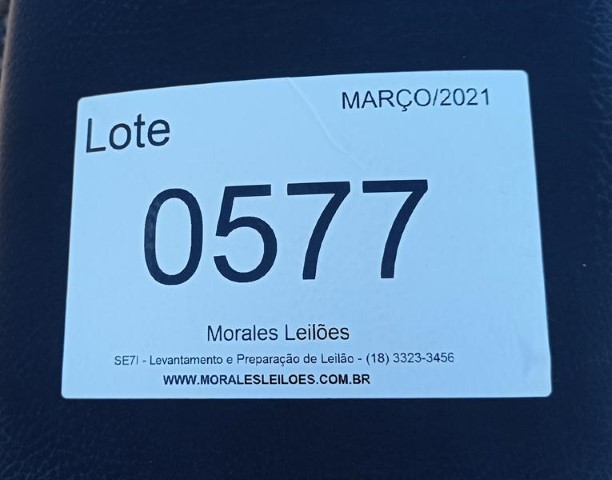 MARÇO/2021
Lote
0577
Morales Leilões
SE7I - Levantamento e Preparação de Leilão - (18) 3323-3456
WWW.MORALESLEILOES.COM.BR